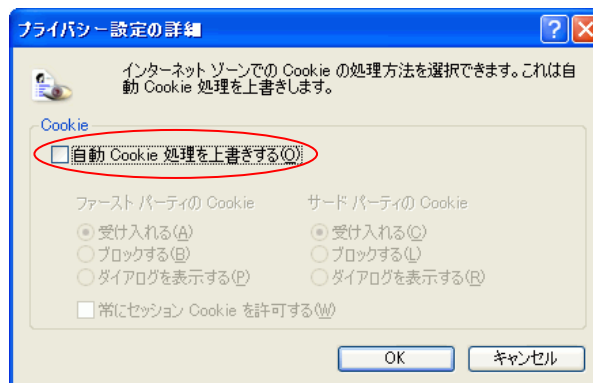 プライバシー設定の詳細
インターネット ゾーンでの Cookie の処理方法を選択できます。これは自
動 Cookie 処理を上書きします。
Cookie
自動 Cookie 処理を上書きする(O)
ファースト パーティの Cookie
サード パーティの Cookie
受け入れる(A)
受け入れる(C)
ブロックする(B)
ブロックする(L)
ダイアログを表示する(P)
ダイアログを表示する(R)
常にセッション Cookie を許可する(W)
OK
キャンセル